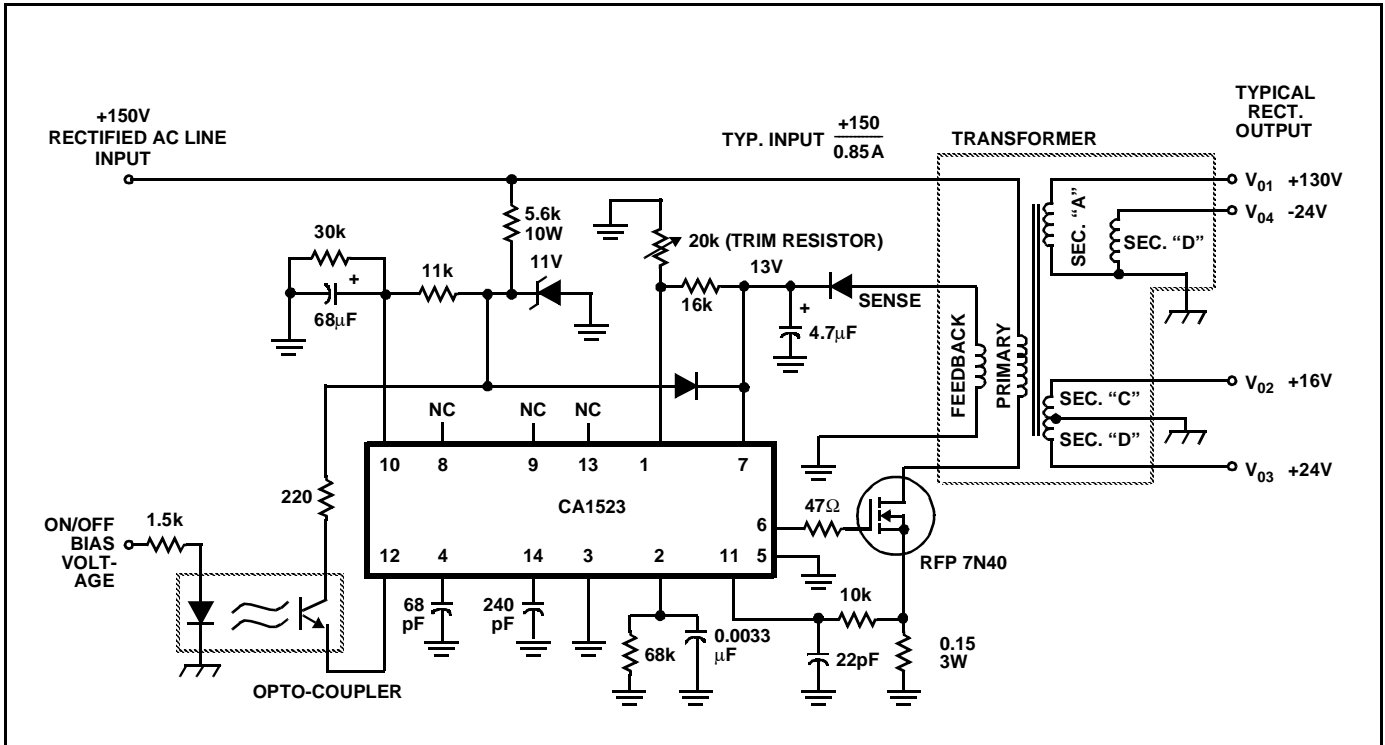 +150V
RECTIFIED AC LINE
INPUT
TYP. INPUT
+150
0.85A
TRANSFORMER
TYPICAL
RECT.
OUTPUT
V01 +130V
V04 -24V
SEC. “A”
SEC. “D”
30k
+
68μF
11k
5.6k
10W
11V
20k (TRIM RESISTOR)
16k
13V
+
4.7μF
SENSE
FEEDBACK
PRIMARY
V02 +16V
SEC. “C”
SEC. “D”
V03 +24V
NC
NC
NC
10
8
9
13
1
7
CA1523
6
5
12
4
14
3
2
11
47Ω
RFP 7N40
220
1.5k
ON/OFF
BIAS
VOLT-
AGE
OPTO-COUPLER
68
pF
240
pF
68k
0.0033
μF
10k
22pF
0.15
3W